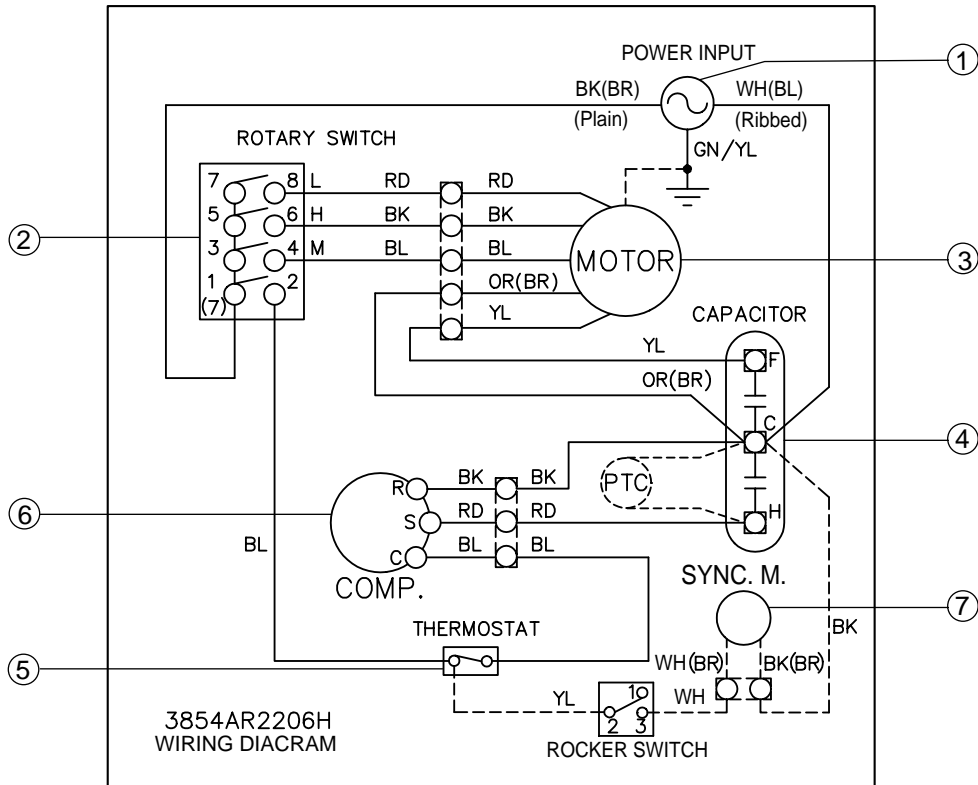 POWER INPUT
1
BK(BR)
WH(BL)
(Plain)
(Ribbed)
GN/YL
ROTARY SWITCH
7 8 L RD RD
5 6 H BK BK
2
3 4 M BL BL
MOTOR
3
1 2
(7)
OR(BR)
YL
CAPACITOR
YL
F
OR(BR)
C
4
PTC
R BK BK
6
S RD RD
H
C BL BL
BL
COMP.
SYNC. M.
7
BK
THERMOSTAT
5
WH(BR)
BK(BR)
YL
1
WH
2 3
3854AR2206H
WIRING DIACRAM
ROCKER SWITCH